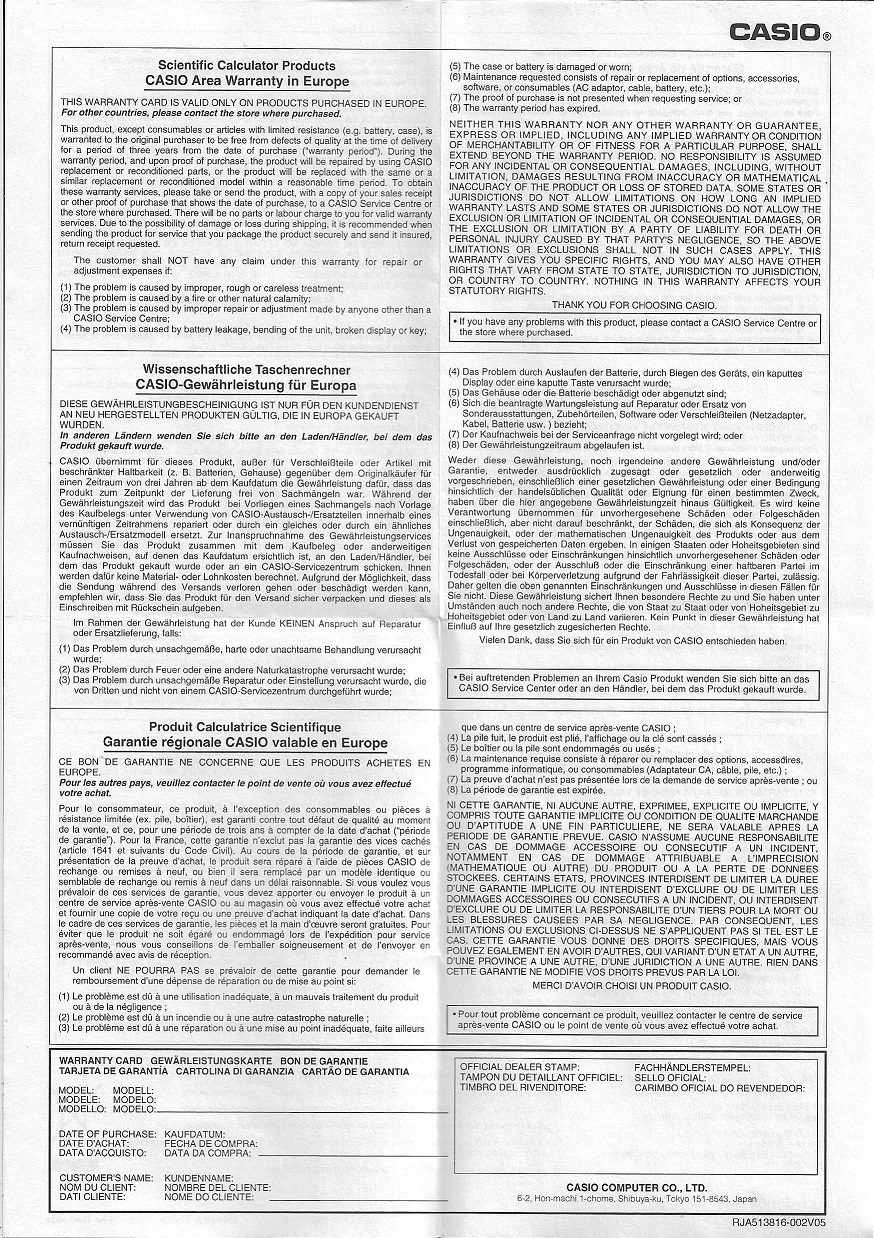 CASIO®
Scientific Calculator Products
CASIO Area Warranty in Europe
THIS WARRANTY CARD IS VALID ONLY ON PRODUCTS PURCHASED IN EUROPE.
For other countries, please contact the store where purchased.
This product, except consumables or articles with limited resistance (e.g. battery, case), is
warranted to the original purchaser to be free from defects of quality at the time of delivery
for a period of three years from the date of purchase ("warranty period"). During the
warranty period, and upon proof of purchase, the product will be repaired by using CASIO
replacement or reconditioned parts, or the product will be replaced with the same or a
similar replacement or reconditioned model within a reasonable time period. To obtain
these warranty services, please take or send the product, with a copy of your sales receipt
or other proof of purchase that shows the date of purchase, to a CASIO Service Centre or
the store where purchased. There will be no parts or labour charge to you for valid warranty
services. Due to the possibility of damage or loss during shipping, it is recommended when
sending the product for service that you package the product securely and send it insured,
return receipt requested.
The customer shall NOT have any claim under this warranty for repair or
adjustment expenses if:
(1) The problem is caused by improper, rough or careless treatment;
(2) The problem is caused by a fire or other natural calamity;
(3) The problem is caused by improper repair or adjustment made by anyone other than a
CASIO Service Centre;
(4) The problem is caused by battery leakage, bending of the unit, broken display or key;
(5) The case or battery is damaged or worn;
(6) Maintenance requested consists of repair or replacement of options, accessories,
software, or consumables (AC adaptor, cable, battery, etc.);
(7) The proof of purchase is not presented when requesting service; or
(8) The warranty period has expired.
NEITHER THIS WARRANTY NOR ANY OTHER WARRANTY OR GUARANTEE,
EXPRESS OR IMPLIED, INCLUDING ANY IMPLIED WARRANTY OR CONDITION
OF MERCHANTABILITY OR OF FITNESS FOR A PARTICULAR PURPOSE, SHALL
EXTEND BEYOND THE WARRANTY PERIOD. NO RESPONSIBILITY IS ASSUMED
FOR ANY INCIDENTAL OR CONSEQUENTIAL DAMAGES, INCLUDING, WITHOUT
LIMITATION, DAMAGES RESULTING FROM INACCURACY OR MATHEMATICAL
INACCURACY OF THE PRODUCT OR LOSS OF STORED DATA. SOME STATES OR
JURISDICTIONS DO NOT ALLOW LIMITATIONS ON HOW LONG AN IMPLIED
WARRANTY LASTS AND SOME STATES OR JURISDICTIONS DO NOT ALLOW THE
EXCLUSION OR LIMITATION OF INCIDENTAL OR CONSEQUENTIAL DAMAGES, OR
THE EXCLUSION OR LIMITATION BY A PARTY OF LIABILITY FOR DEATH OR
PERSONAL INJURY CAUSED BY THAT PARTY'S NEGLIGENCE, SO THE ABOVE
LIMITATIONS OR EXCLUSIONS SHALL NOT IN SUCH CASES APPLY. THIS
WARRANTY GIVES YOU SPECIFIC RIGHTS, AND YOU MAY ALSO HAVE OTHER
RIGHTS THAT VARY FROM STATE TO STATE, JURISDICTION TO JURISDICTION,
OR COUNTRY TO COUNTRY. NOTHING IN THIS WARRANTY AFFECTS YOUR
STATUTORY RIGHTS.
THANK YOU FOR CHOOSING CASIO.
• If you have any problems with this product, please contact a CASIO Service Centre or
the store where purchased.
Wissenschaftliche Taschenrechner
CASIO-Gewährleistung für Europa
DIESE GEWÄHRLEISTUNGBESCHEINIGUNG IST NUR FÜR DEN KUNDENDIENST
AN NEU HERGESTELLTEN PRODUKTEN GÜLTIG, DIE IN EUROPA GEKAUFT
WURDEN.
In anderen Ländern wenden Sie sich bitte an den Laden/Händler, bei dem das
Produkt gekauft wurde.
CASIO übernimmt für dieses Produkt, außer für Verschleißteile oder Artikel mit
beschränker Haltbarkeit (z. B. Batterien, Gehause) gegenüber dem Originalkäufer für
einen Zeitraum von drei Jahren ab dem Kaufdatum die Gewährleistung dafür, dass das
Produkt zum Zeitpunkt der Lieferung frei von Sachmängeln war. Während der
Gewährleistungszeit wird das Produkt bei Vorliegen eines Sachmangels nach Vorlage
des Kaufbelegs unter Verwendung von CASIO-Austausch-/Ersatzteilen innerhalb eines
vernünftigen Zeitrahmens repariert oder durch ein gleiches oder durch ein ähnliches
Austausch-/Ersatzmodell ersetzt. Zur Inanspruchnahme des Gewährleistungservices
müssen Sie das Produkt zusammen mit dem Kaufbeleg oder anderweitigen
Kaufnachweisen, auf denen das Kaufdatum ersichtlich ist, an den Laden/Händler, bei
dem das Produkt gekauft wurde oder an ein CASIO-Servicezentrum schicken. Ihnen
werden dafür keine Material- oder Lohnkosten berechnet. Aufgrund der Möglichkeit, dass
die Sendung während des Versands verloren gehen oder beschädigt werden kann,
empfehlen wir, dass Sie das Produkt für den Versand sicher verpacken und dieses als
Einschreiben mit Rückschein aufgeben.
Im Rahmen der Gewährleistung hat der Kunde KEINEN Anspruch auf Reparatur
oder Ersatzlieferung, falls:
(1) Das Problem durch unsachgemäße, harte oder unachtsame Behandlung verursacht
wurde;
(2) Das Problem durch Feuer oder eine andere Naturkatastrophe verursacht wurde;
(3) Das Problem durch unsachgemäße Reparatur oder Einstellung verursacht wurde, die
von Dritten und nicht von einem CASIO-Servicezentrum durchgeführt wurde;
(4) Das Problem durch Auslaufen der Batterie, durch Biegen des Geräts, ein kaputtes
Display oder eine kaputte Taste verursacht wurde;
(5) Das Gehäuse oder die Batterie beschädigt oder abgenutzt sind;
(6) Sich die beantragte Wartungsleistung auf Reparatur oder Ersatz von
Sonderausstattungen, Zubehörteilen, Software oder Verschleißteilen (Netzadapter,
Kabel, Batterie usw. ) bezieht;
(7) Der Kaufnachweis bei der Serviceanfrage nicht vorgelegt wird; oder
(8) Der Gewährleistungzeitraum abgelaufen ist.
Weder diese Gewährleistung, noch irgendeine andere Gewährleistung und/oder
Garantie, entweder ausdrücklich zugesagt oder gesetzlich oder anderweitig
vorgeschrieben, einschließlich einer gesetzlichen Gewährleistung oder einer Bedingung
hinsichtlich der handelsüblichen Qualität oder Eignung für einen bestimmten Zweck,
haben über die hier angegebene Gewährleistungzeit hinaus Gültigkeit. Es wird keine
Verantwortung übernommen für unvorhergesehene Schäden oder Folgeschäden
einschließlich, aber nicht darauf beschränkt, der Schäden, die sich als Konsequenz der
Ungenauigkeit, oder der mathematischen Ungenauigkeit des Produkts oder aus dem
Verlust von gespeicherten Daten ergeben. In einigen Staaten oder Hoheitsgebieten sind
keine Ausschlüsse oder Einschränkungen hinsichtlich unvorhersehener Schäden oder
Folgeschäden, oder der Ausschluß oder die Einschränkung einer haftbaren Partei im
Todesfall oder bei Körperverletzung aufgrund der Fahrlässigkeit dieser Partei, zulässig.
Daher gelten die oben genannten Einschränkungen und Ausschlüsse in diesen Fällen für
Sie nicht. Diese Gewährleistung sichert Ihnen besondere Rechte zu und Sie haben unter
Umständen auch noch andere Rechte, die von Staat zu Staat oder von Hoheitsgebiet zu
Hoheitsgebiet oder von Land zu Land variieren. Kein Punkt in dieser Gewährleistung hat
Einfluß auf Ihre gesetzlich zugesicherten Rechte.
Vielen Dank, dass Sie sich für ein Produkt von CASIO entschieden haben.
• Bei auftretenden Problemen an Ihrem Casio Produkt wenden Sie sich bitte an das
CASIO Service Center oder an den Händler, bei dem das Produkt gekauft wurde.
Produit Calculatrice Scientifique
Garantie régionale CASIO valable en Europe
CE BON DE GARANTIE NE CONCERNE QUE LES PRODUITS ACHETES EN
EUROPE.
Pour les autres pays, veuillez contacter le point de vente où vous avez effectué
votre achat.
Pour le consommateur, ce produit, à l'exception des consommables ou pièces à
résistance limitée (ex. pile, boîtier), est garanti contre tout défaut de qualité au moment
de la vente, et ce, pour une période de trois ans à compter de la date d'achat ("période
de garantie"). Pour la France, cette garantie n'exclut pas la garantie des vices cachés
(article 1641 et suivants du Code Civil). Au cours de la période de garantie, et sur
présentation de la preuve d'achat, le produit sera réparé à l'aide de pièces CASIO de
rechange ou remises à neuf, ou bien il sera remplacé par un modèle identique ou
semblable de rechange ou remis à neuf dans un délai raisonnable. Si vous voulez vous
prévaloir de ces services de garantie, vous devez apporter ou envoyer le produit à un
centre de service après-vente CASIO ou au magasin où vous avez effectué votre achat
et fournir une copie de votre reçu ou une preuve d'achat indiquant la date d'achat. Dans
le cadre de ces services de garantie, les pièces et la main d'œuvre seront gratuites. Pour
éviter que le produit ne soit égaré ou endommagé lors de l'expédition pour service
après-vente, nous vous conseillons de l'emballer soigneusement et de l'envoyer en
recommandé avec avis de réception.
Un client NE POURRA PAS se prévaloir de cette garantie pour demander le
remboursement d'une dépense de réparation ou de mise au point si:
(1) Le problème est dû à une utilisation inadéquate, à un mauvais traitement du produit
ou à de la négligence ;
(2) Le problème est dû à un incendie ou à une autre catastrophe naturelle ;
(3) Le problème est dû à une réparation ou à une mise au point inadéquate, faite ailleurs
que dans un centre de service après-vente CASIO ;
(4) La pile fuit, le produit est plié, l'affichage ou la clé sont cassés ;
(5) Le boîtier ou la pile sont endommagés ou usés ;
(6) La maintenance requise consiste à réparer ou remplacer des options, accessoires,
programme informatique, ou consommables (Adaptateur CA, câble, pile, etc.) ;
(7) La preuve d'achat n'est pas présentée lors de la demande de service après-vente ; ou
(8) La période de garantie est expirée.
NI CETTE GARANTIE, NI AUCUNE AUTRE, EXPRIMEE, EXPLICITE OU IMPLICITE, Y
COMPRIS TOUTE GARANTIE IMPLICITE OU CONDITION DE QUALITE MARCHANDE
OU D'APTITUDE A UNE FIN PARTICULIERE, NE SERA VALABLE APRES LA
PERIODE DE GARANTIE PREVUE. CASIO N'ASSUME AUCUNE RESPONSABILITE
EN CAS DE DOMMAGE ACCESSOIRE OU CONSECUTIF A UN INCIDENT,
NOTAMMENT EN CAS DE DOMMAGE ATTRIBUABLE A L'IMPRECISION
(MATHEMATIQUE OU AUTRE) DU PRODUIT OU A LA PERTE DE DONNEES
STOCKEES. CERTAINS ETATS, PROVINCES INTERDISENT DE LIMITER LA DUREE
D'UNE GARANTIE IMPLICITE OU INTERDISENT D'EXCLURE OU DE LIMITER LES
DOMMAGES ACCESSOIRES OU CONSECUTIFS A UN INCIDENT, OU INTERDISENT
D'EXCLURE OU DE LIMITER LA RESPONSABILITE D'UN TIERS POUR LA MORT OU
LES BLESSURES CAUSEES PAR SA NEGLIGENCE. PAR CONSEQUENT, LES
LIMITATIONS OU EXCLUSIONS CI-DESSUS NE S'APPLIQUENT PAS SI TEL EST LE
CAS. CETTE GARANTIE VOUS DONNE DES DROITS SPECIFIQUES, MAIS VOUS
POUVEZ EGALEMENT EN AVOIR D'AUTRES, QUI VARIANT D'UN ETAT A UN AUTRE,
D'UNE PROVINCE A UNE AUTRE, D'UNE JURIDICTION A UNE AUTRE. RIEN DANS
CETTE GARANTIE NE MODIFIE VOS DROITS PREVUS PAR LA LOI.
MERCI D'AVOIR CHOISI UN PRODUIT CASIO.
• Pour tout problème concernant ce produit, veuillez contacter le centre de service
après-vente CASIO ou le point de vente où vous avez effectué votre achat.
WARRANTY CARD GEWÄRLEISTUNGSKARTE BON DE GARANTIE
TARJETA DE GARANTÍA CARTOLINA DI GARANZIA CARTÃO DE GARANTIA
MODEL: MODELL:
MODELE: MODELO:
MODELLO: MODELO:
DATE OF PURCHASE: KAUFDATUM:
DATE D'ACHAT: FECHA DE COMPRA:
DATA D'ACQUISTO: DATA DA COMPRA:
CUSTOMER'S NAME: KUNDENNAME:
NOM DU CLIENT: NOMBRE DEL CLIENTE:
DATI CLIENTE: NOME DO CLIENTE:
OFFICIAL DEALER STAMP: FACHHÄNDLERSTEMPEL:
TAMPON DU DETAILLANT OFFICIEL: SELLO OFICIAL:
TIMBRO DEL RIVENDITORE: CARIMBO OFICIAL DO REVENDEDOR:
CASIO COMPUTER CO., LTD.
6-2, Hon-machi 1-chome, Shibuya-ku, Tokyo 151-8543, Japan
RJA513816-002V05